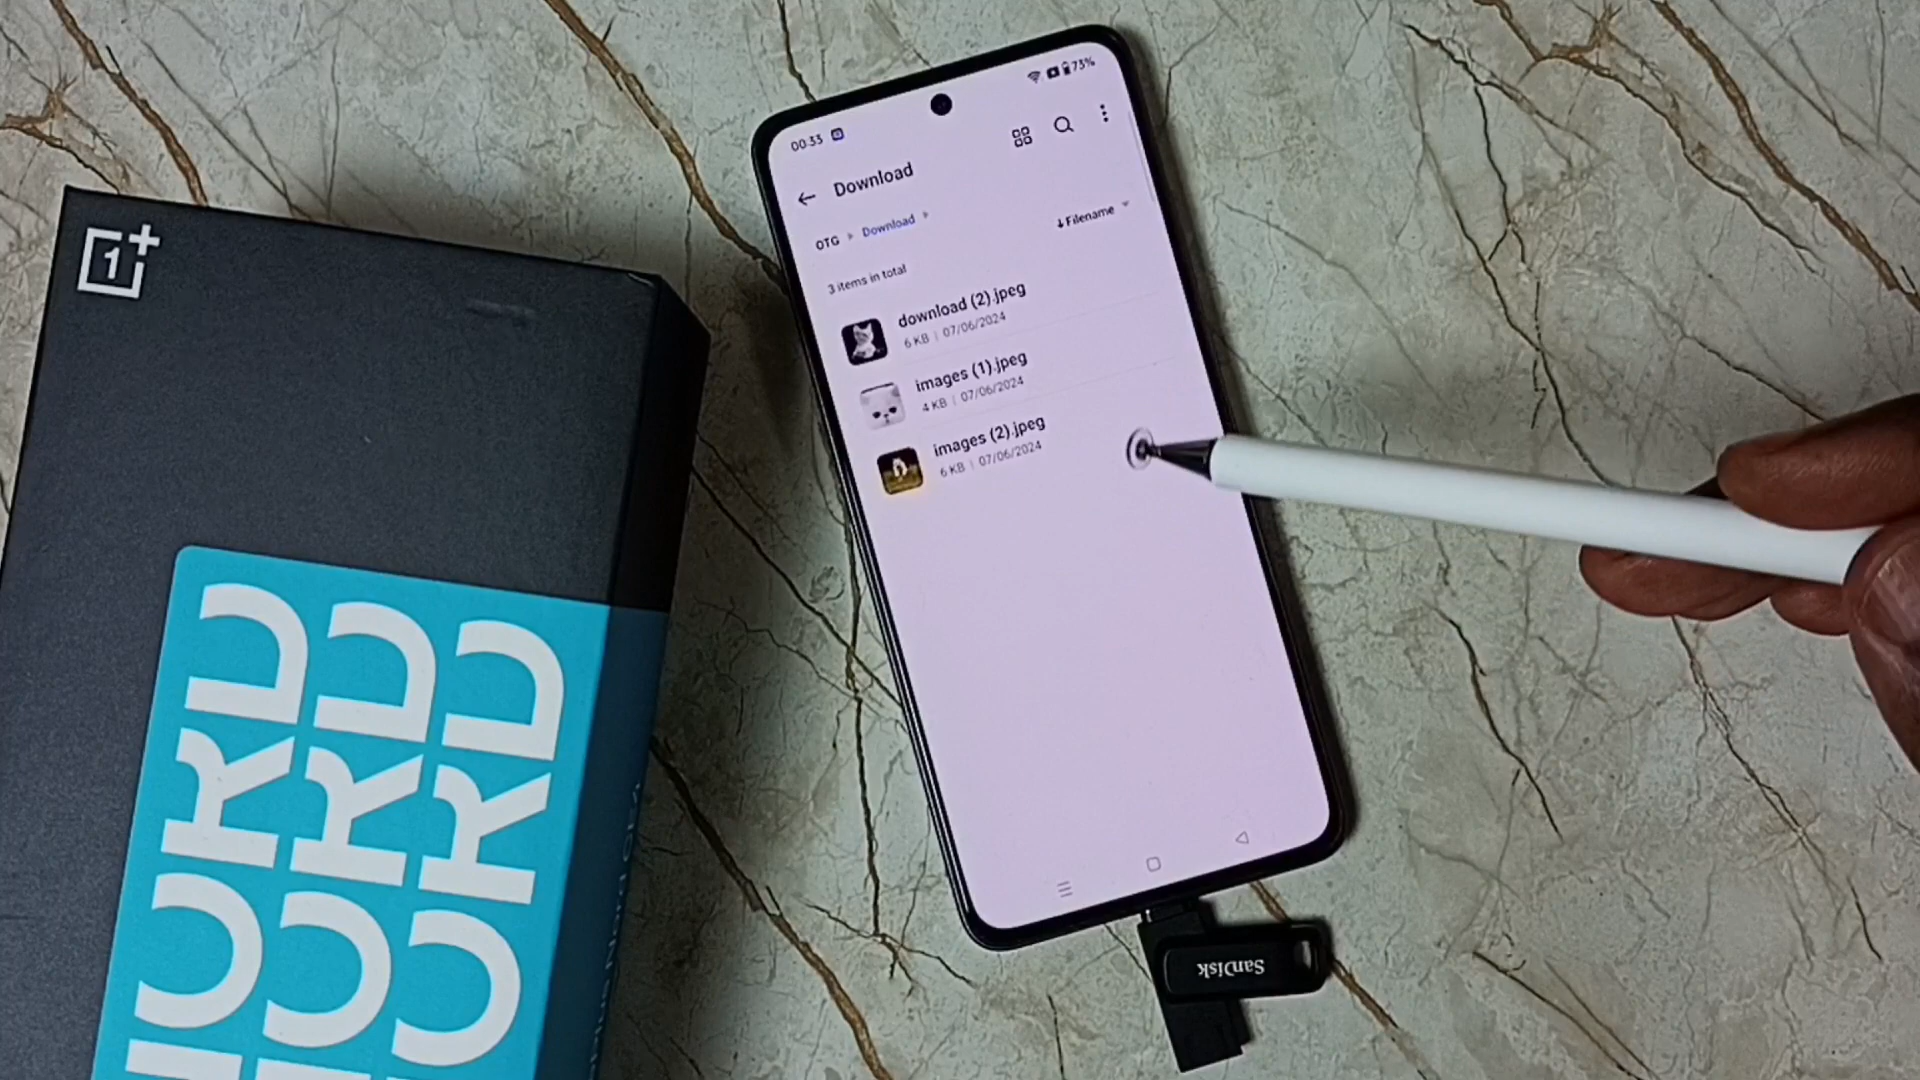 00:33
73%
Download
OTG
Download
Filename
3 items in total
download (2).jpeg
6 KB | 07/06/2024
images (1).jpeg
4 KB | 07/06/2024
images (2).jpeg
6 KB | 07/06/2024
SanDisk
1+
NORD
NORD
NORD